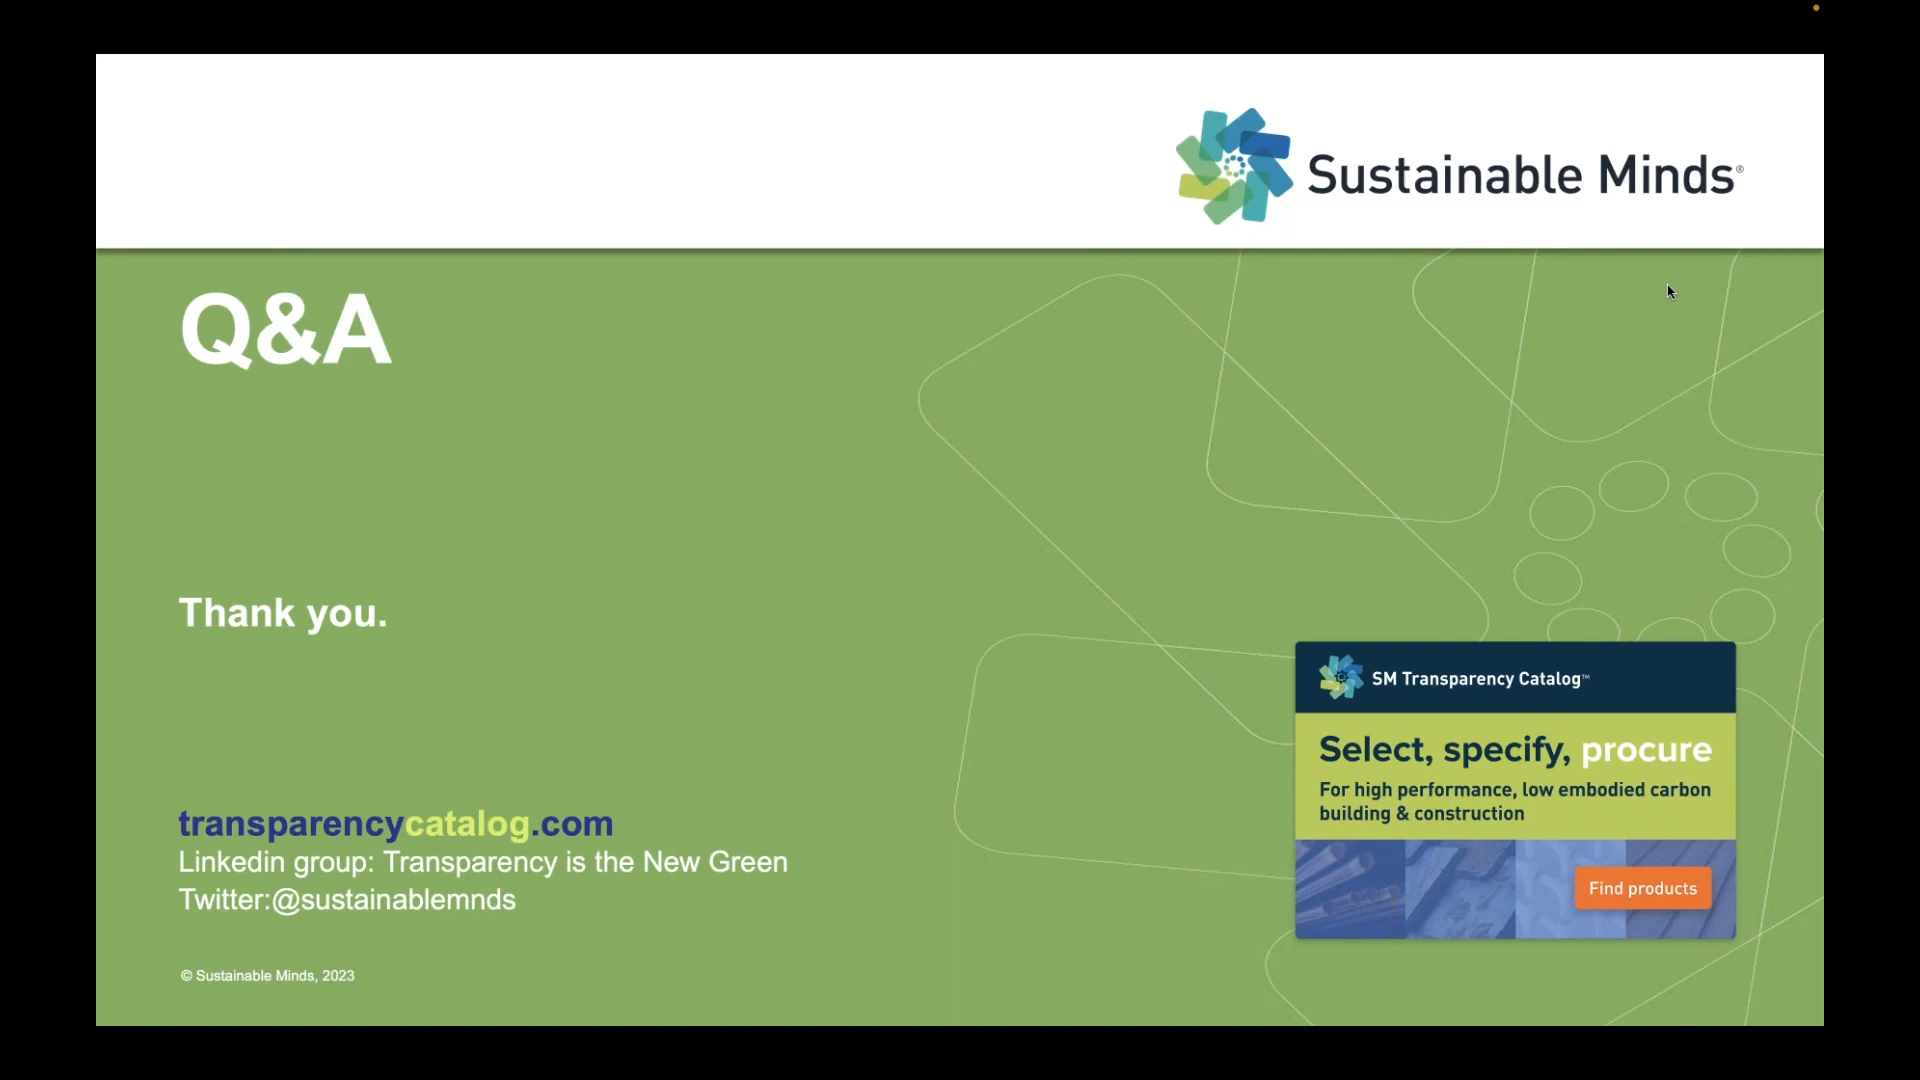 Sustainable Minds®
Q&A
Thank you.
transparencycatalog.com
Linkedin group: Transparency is the New Green
Twitter:@sustainablemnds
© Sustainable Minds, 2023
SM Transparency Catalog™
Select, specify, procure
For high performance, low embodied carbon
building & construction
Find products